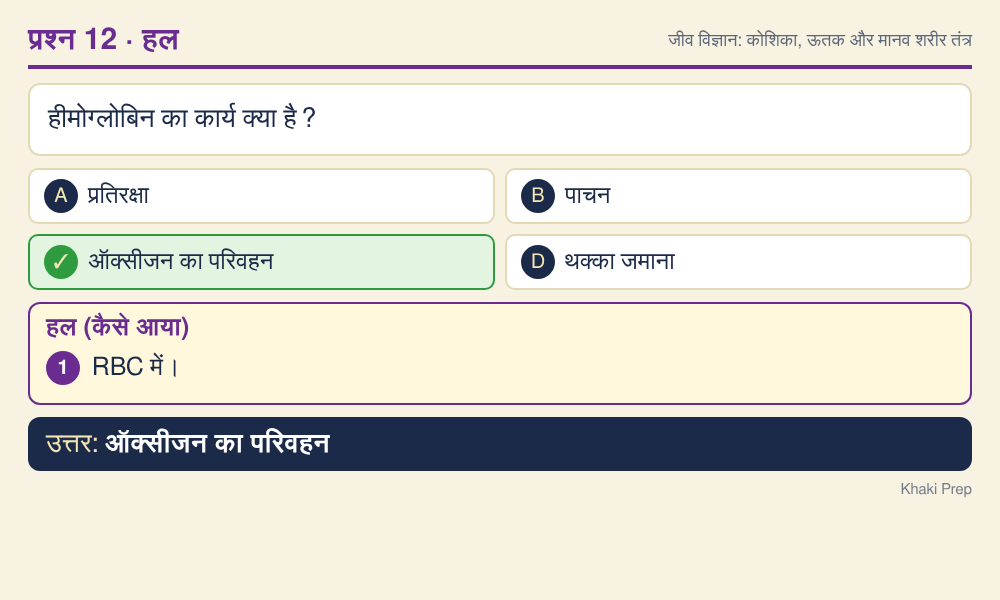 प्रश्न 12 · हल
जीव विज्ञान: कोशिका, ऊतक और मानव शरीर तंत्र
हीमोग्लोबिन का कार्य क्या है ?
A प्रतिरक्षा
B पाचन
✓ ऑक्सीजन का परिवहन
D थक्का जमाना
हल (कैसे आया)
1 RBC में।
उत्तर: ऑक्सीजन का परिवहन
Khaki Prep